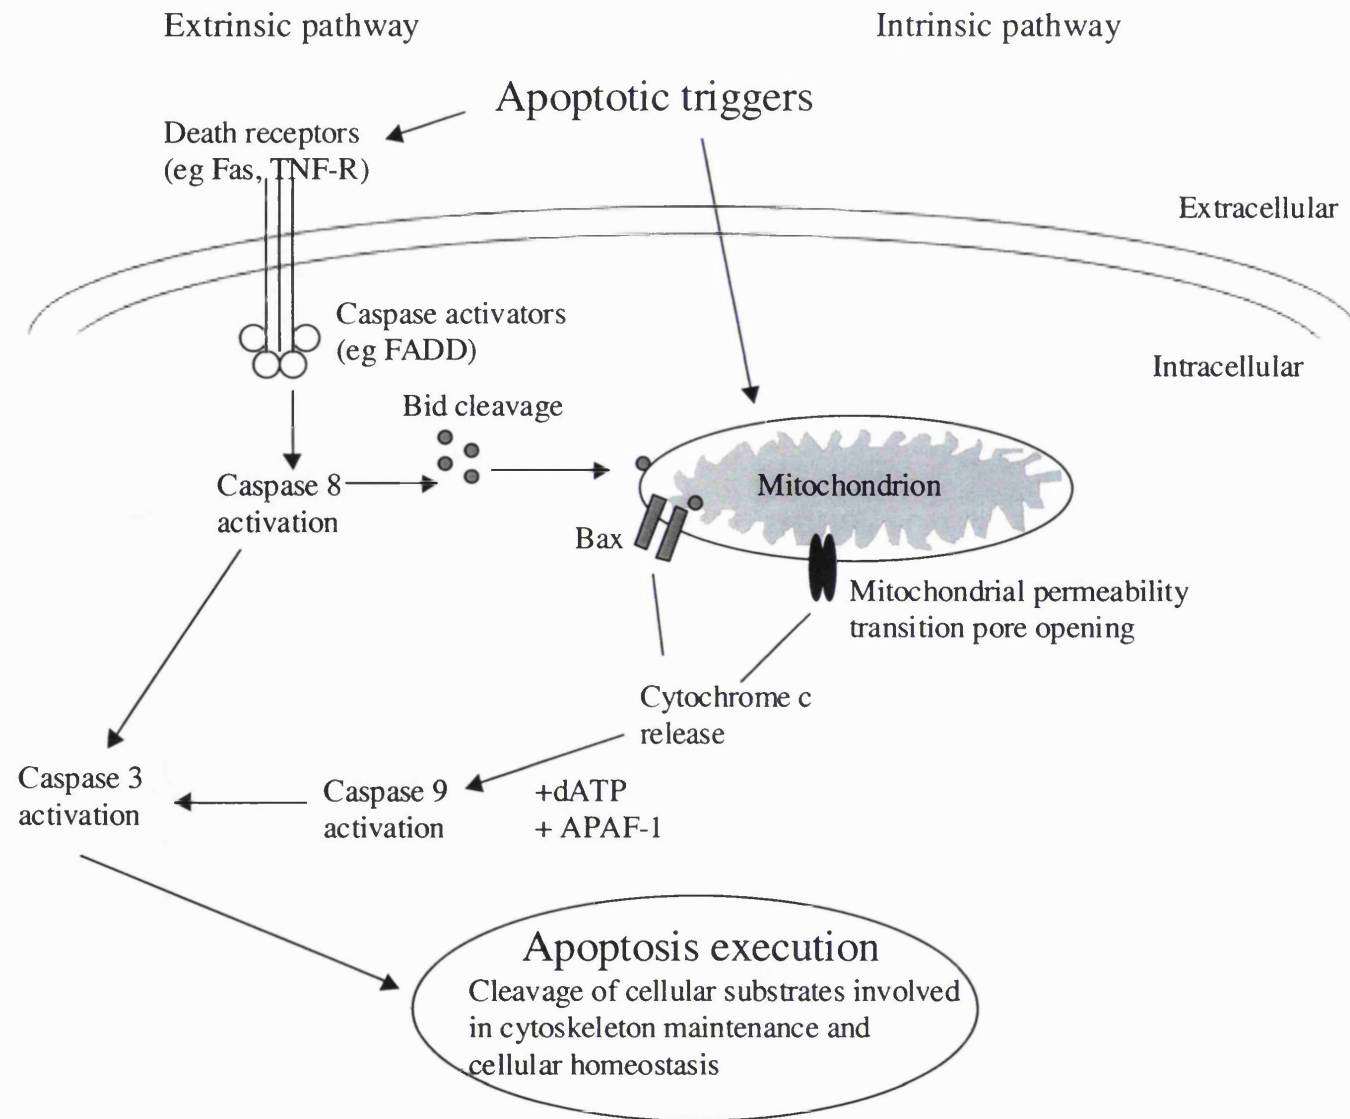 Extrinsic pathway
Intrinsic pathway
Apoptotic triggers
Death receptors
(eg Fas, TNF-R)
Extracellular
Caspase activators
(eg FADD)
Intracellular
Bid cleavage
Caspase 8
activation
Mitochondrion
Bax
Mitochondrial permeability
transition pore opening
Cytochrome c
release
Caspase 3
activation
Caspase 9
activation
+dATP
+ APAF-1
Apoptosis execution
Cleavage of cellular substrates involved
in cytoskeleton maintenance and
cellular homeostasis